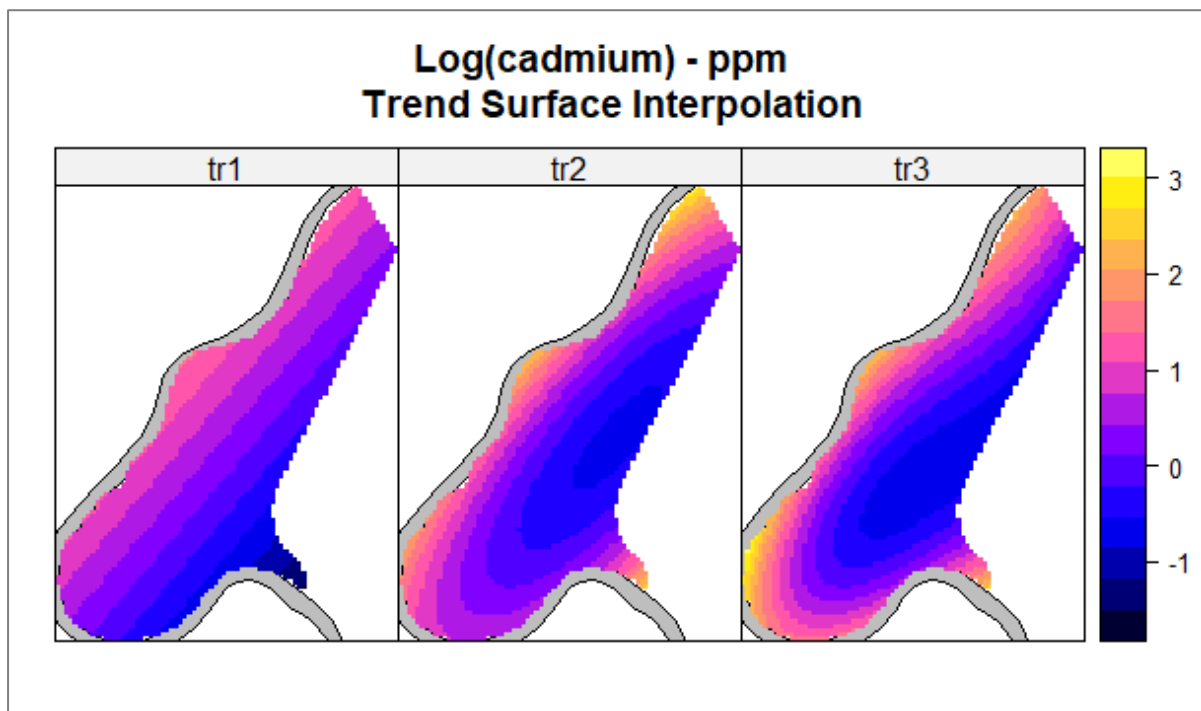 Log(cadmium) - ppm
Trend Surface Interpolation
tr1
tr2
tr3
3
2
1
0
-1